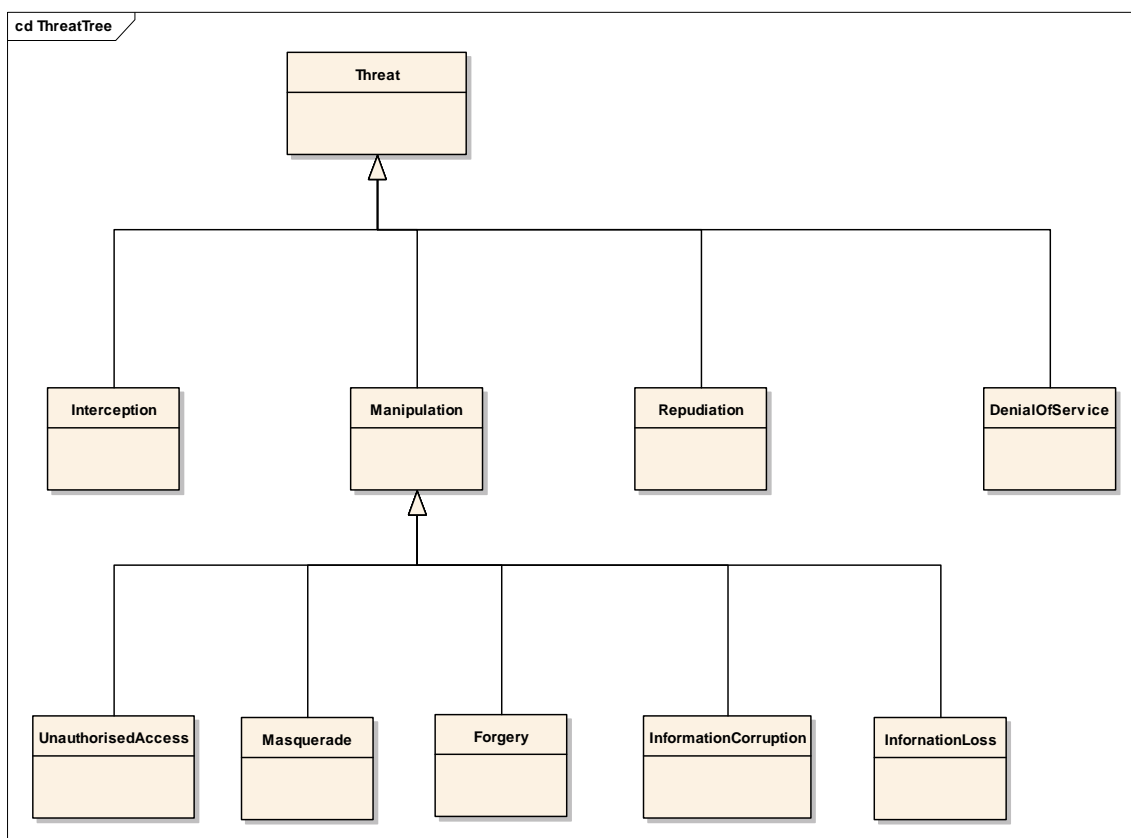 cd ThreatTree
Threat
Interception
Manipulation
Repudiation
DenialOfService
UnauthorisedAccess
Masquerade
Forgery
InformationCorruption
InfornationLoss